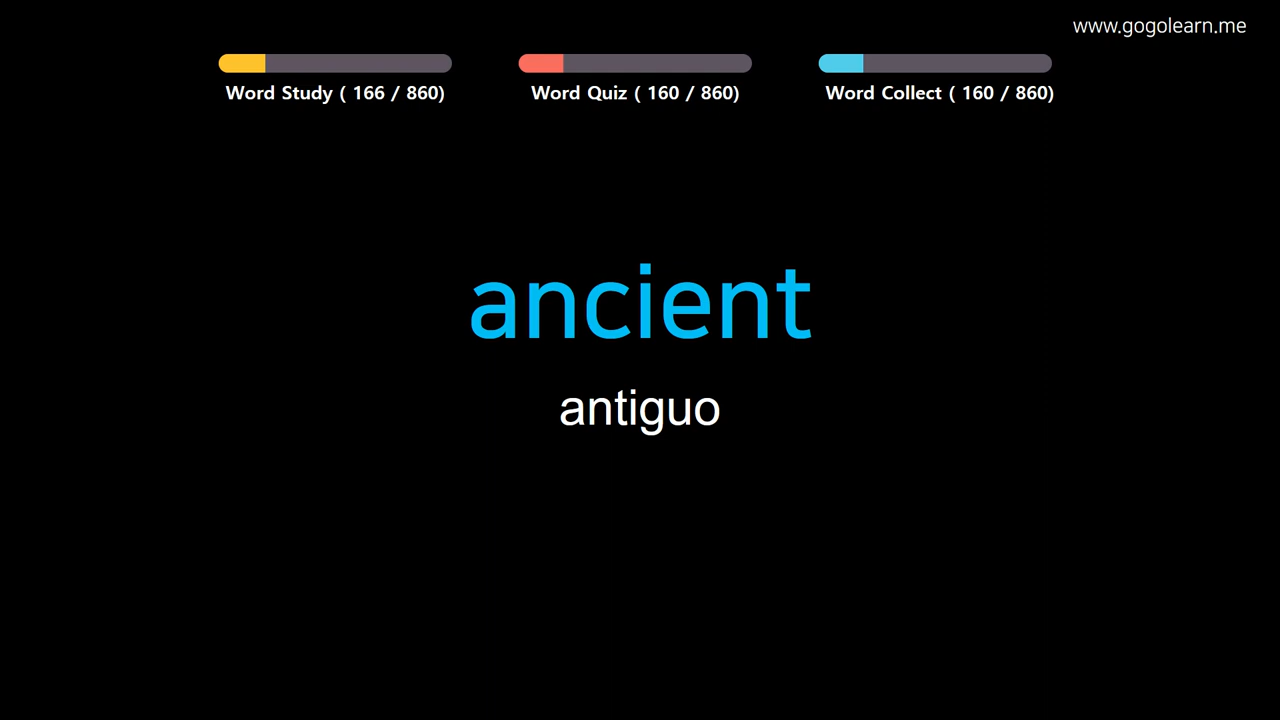 www.gogolearn.me
Word Study ( 166 / 860)
Word Quiz ( 160 / 860)
Word Collect ( 160 / 860)
ancient
antiguo